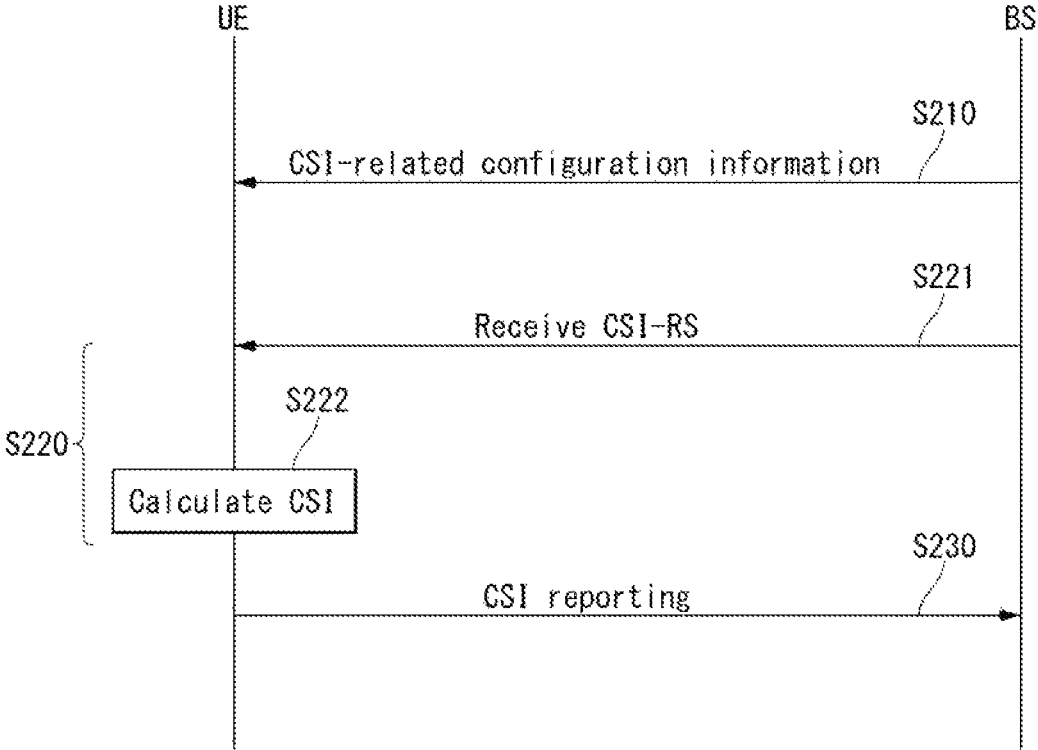 UE
BS
S210
CSI-related configuration information
S221
Receive CSI-RS
S222
S220
Calculate CSI
S230
CSI reporting